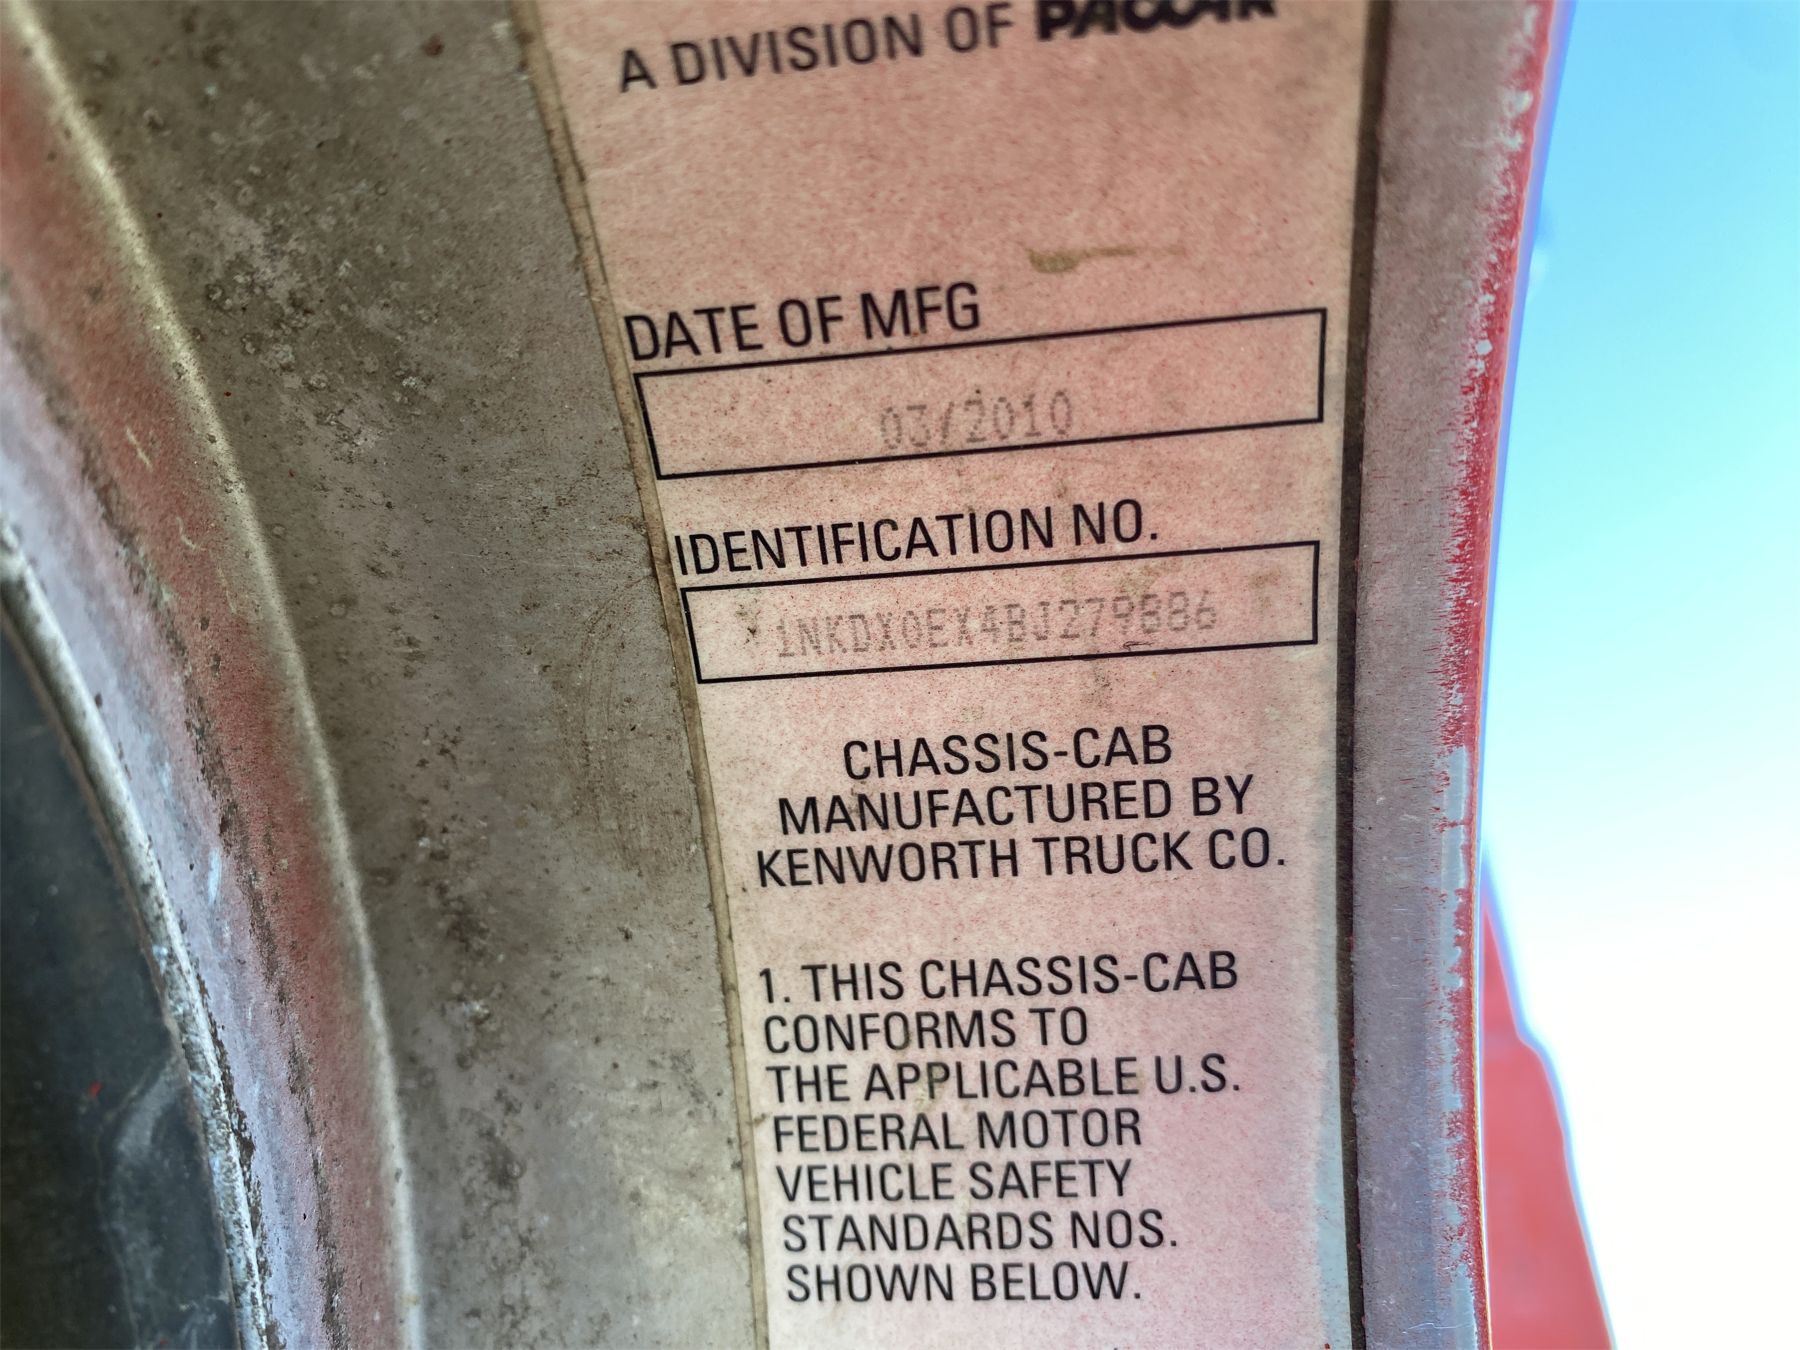 A DIVISION OF PACCAR
DATE OF MFG
03/2010
IDENTIFICATION NO.
1NKDX0EX4BJ279886
CHASSIS-CAB
MANUFACTURED BY
KENWORTH TRUCK CO.
1. THIS CHASSIS-CAB
CONFORMS TO
THE APPLICABLE U.S.
FEDERAL MOTOR
VEHICLE SAFETY
STANDARDS NOS.
SHOWN BELOW.